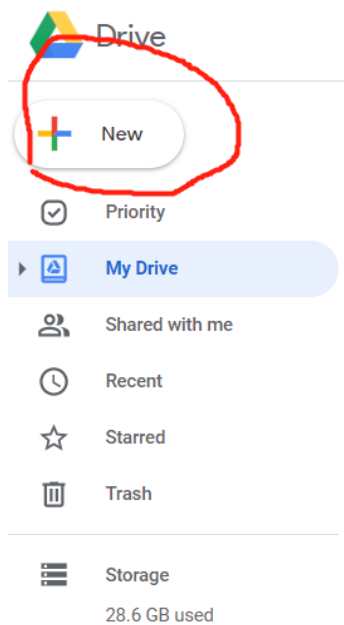 Drive
New
Priority
My Drive
Shared with me
Recent
Starred
Trash
Storage
28.6 GB used